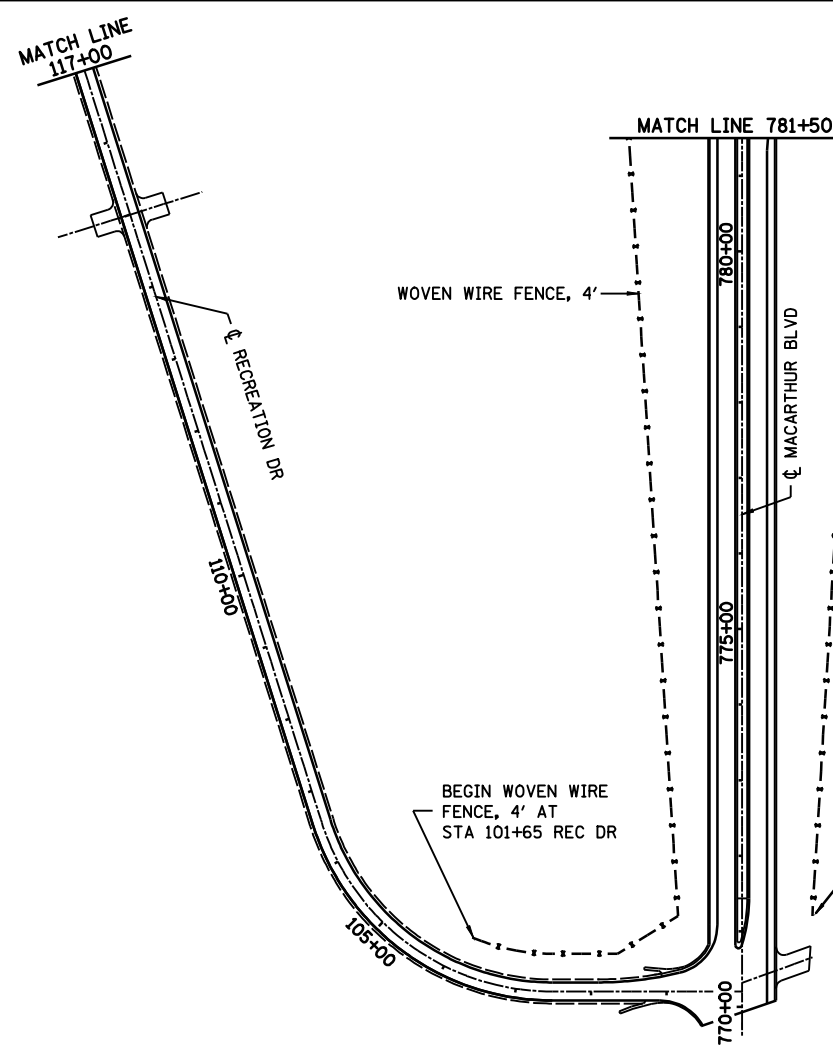 MATCH LINE
117+00
MATCH LINE 781+50
780+00
WOVEN WIRE FENCE, 4'
℄ RECREATION DR
℄ MACARTHUR BLVD
110+00
775+00
BEGIN WOVEN WIRE
FENCE, 4' AT
STA 101+65 REC DR
105+00
770+00